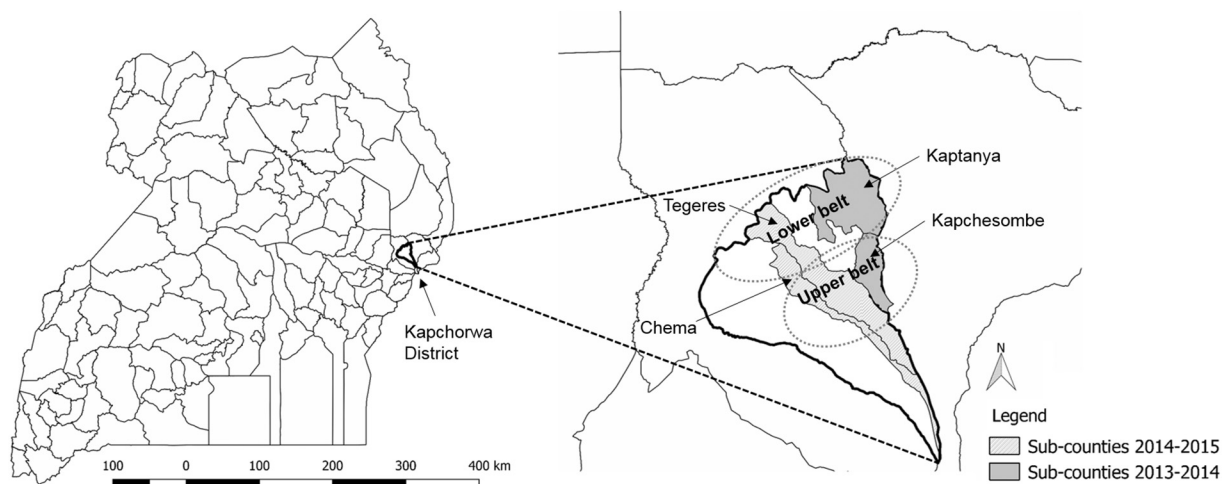 Kapchorwa
District
100 0 100 200 300 400 km
Kaptanya
Tegeres
Kapchesombe
Lower belt
Upper belt
Chema
N
Legend
Sub-counties 2014-2015
Sub-counties 2013-2014